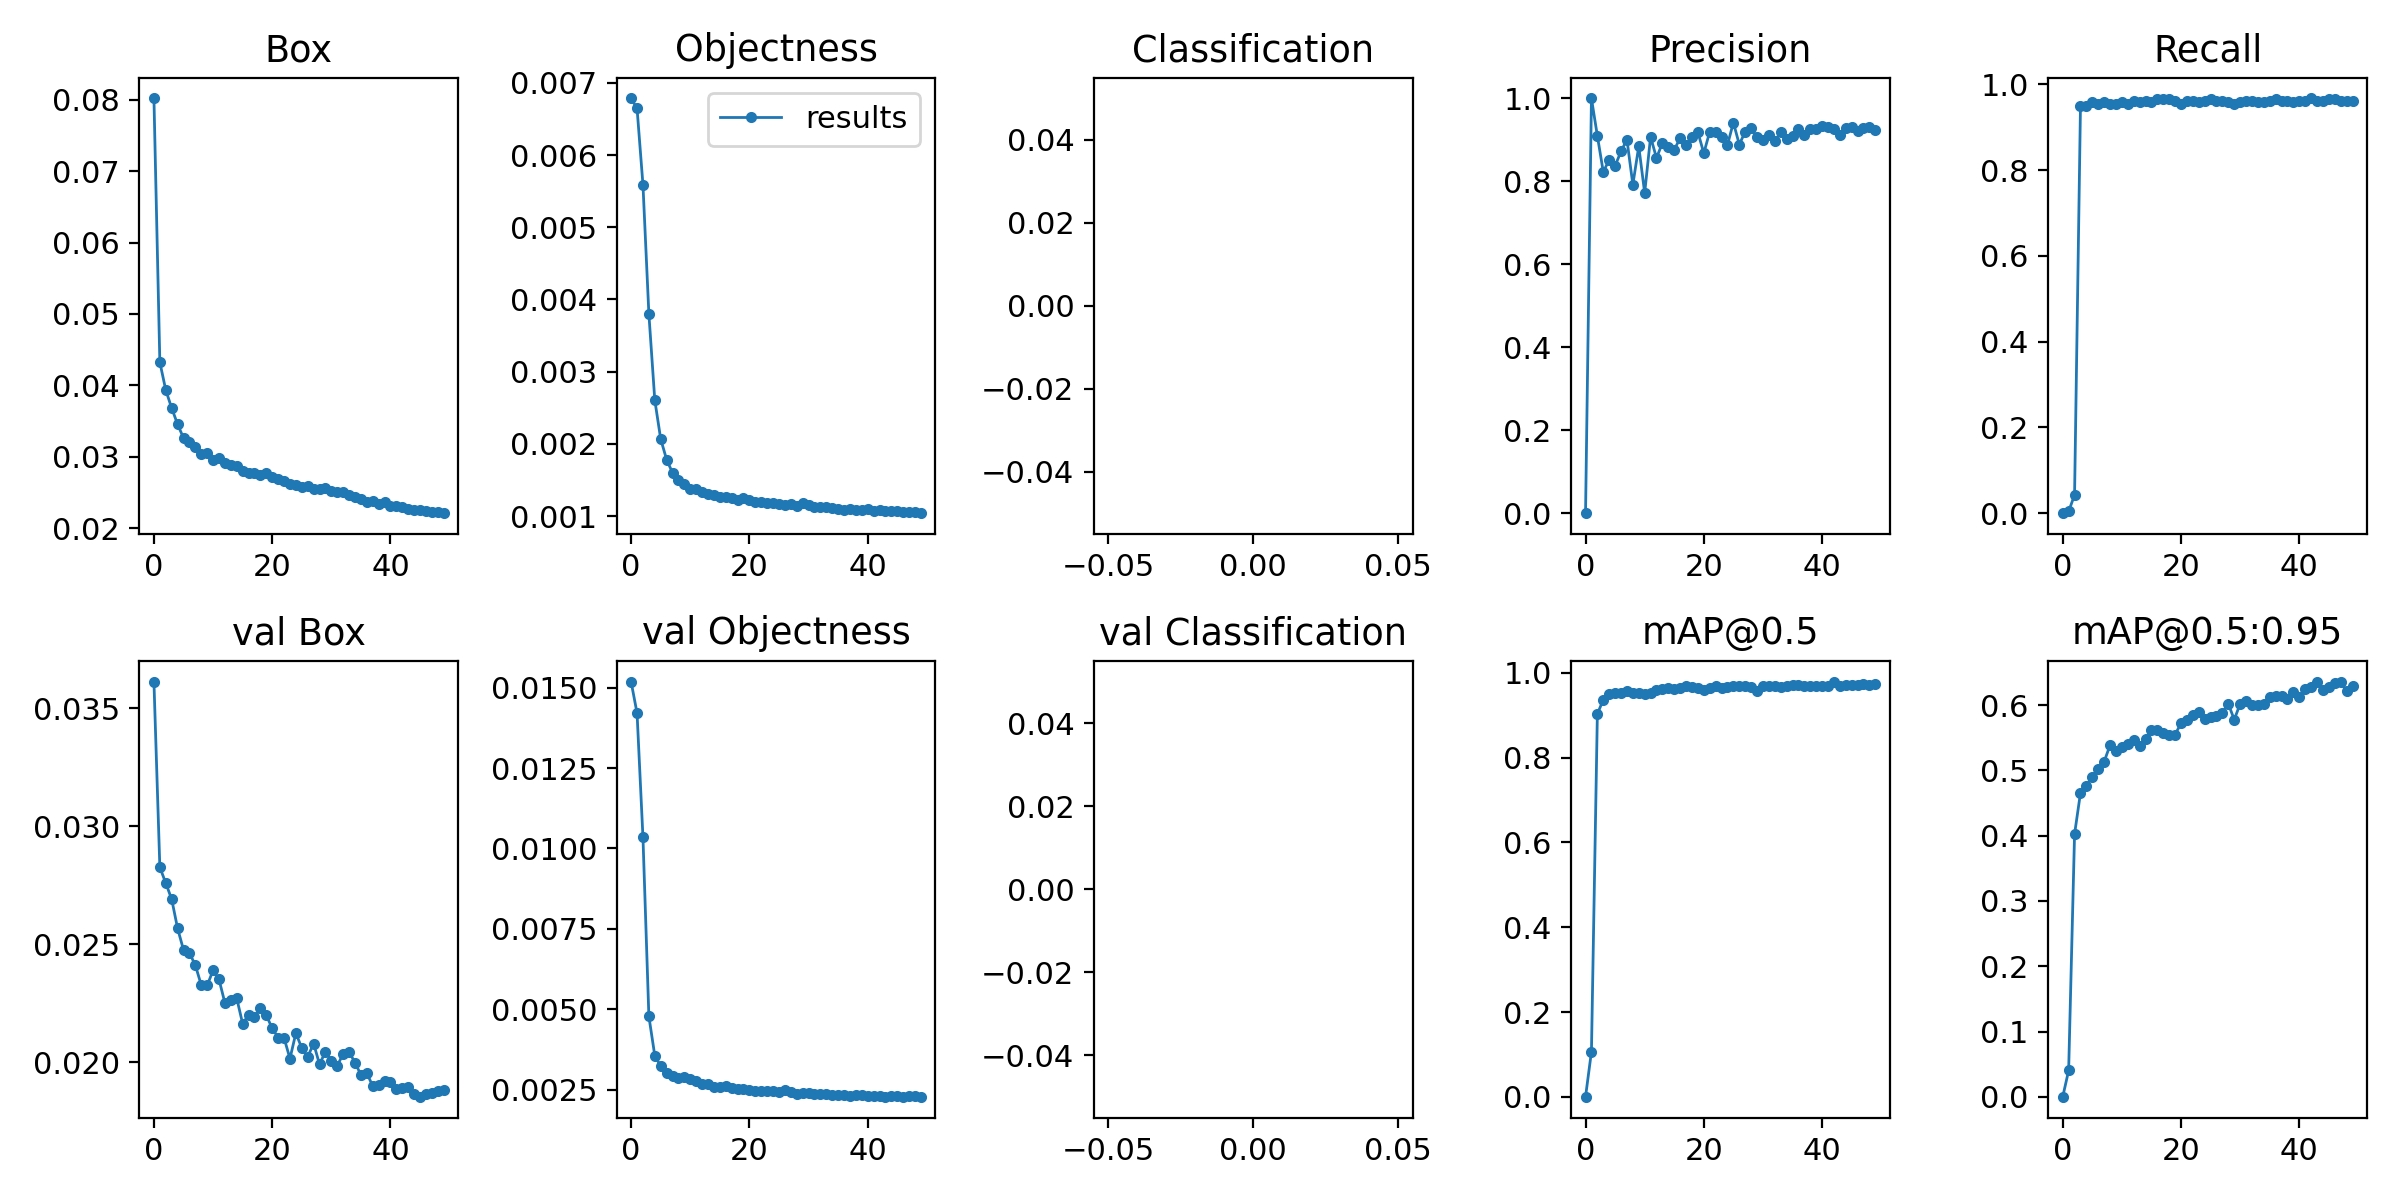 Box
0.08
0.07
0.06
0.05
0.04
0.03
0.02
0 20 40
Objectness
results
0.007
0.006
0.005
0.004
0.003
0.002
0.001
0 20 40
Classification
0.04
0.02
0.00
−0.02
−0.04
−0.05 0.00 0.05
Precision
1.0
0.8
0.6
0.4
0.2
0.0
0 20 40
Recall
1.0
0.8
0.6
0.4
0.2
0.0
0 20 40
val Box
0.035
0.030
0.025
0.020
0 20 40
val Objectness
0.0150
0.0125
0.0100
0.0075
0.0050
0.0025
0 20 40
val Classification
0.04
0.02
0.00
−0.02
−0.04
−0.05 0.00 0.05
mAP@0.5
1.0
0.8
0.6
0.4
0.2
0.0
0 20 40
mAP@0.5:0.95
0.6
0.5
0.4
0.3
0.2
0.1
0.0
0 20 40